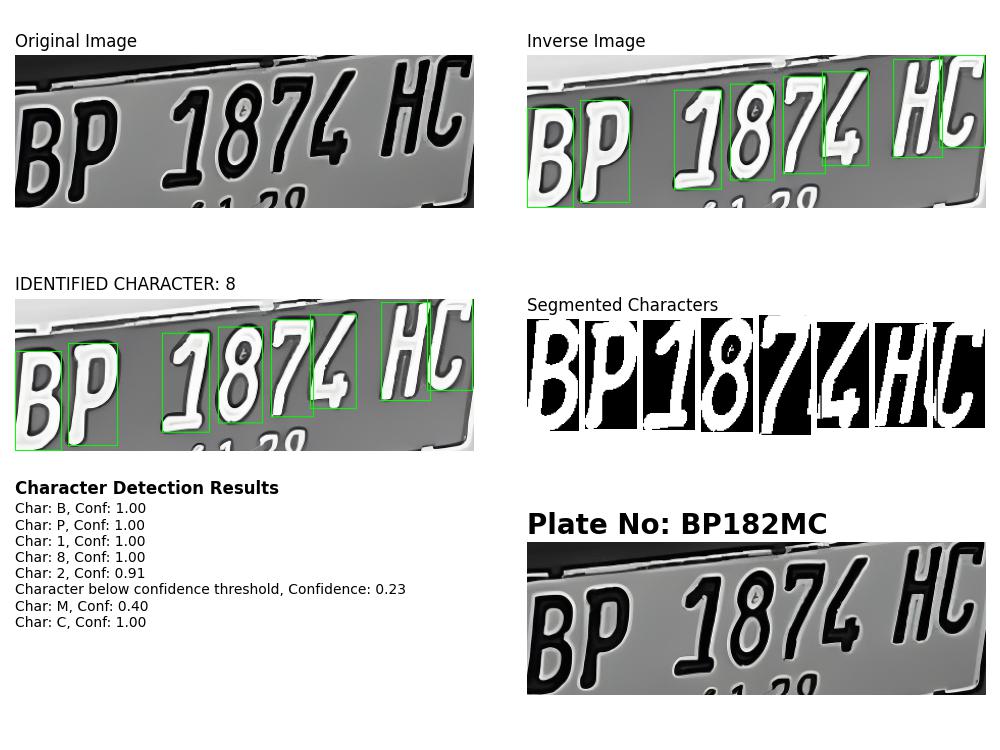 Original Image
BP 1874 HC
Inverse Image
BP 1874 HC
IDENTIFIED CHARACTER: 8
BP 1874 HC
Segmented Characters
BP1874HC
Character Detection Results
Char: B, Conf: 1.00
Char: P, Conf: 1.00
Char: 1, Conf: 1.00
Char: 8, Conf: 1.00
Char: 2, Conf: 0.91
Character below confidence threshold, Confidence: 0.23
Char: M, Conf: 0.40
Char: C, Conf: 1.00
Plate No: BP182MC
BP 1874 HC